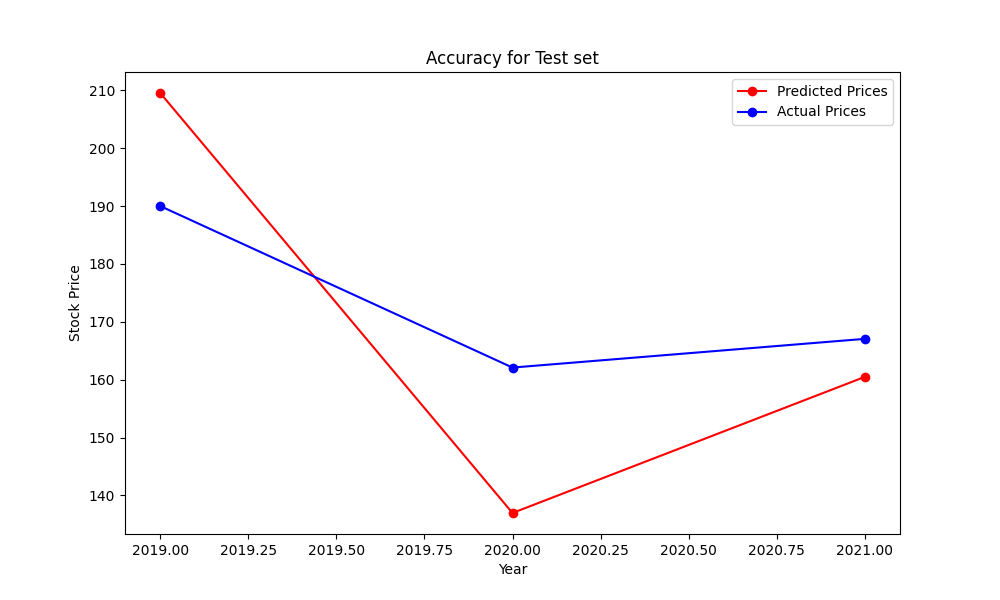 Accuracy for Test set
Predicted Prices
Actual Prices
210
200
190
180
170
160
150
140
Stock Price
2019.00 2019.25 2019.50 2019.75 2020.00 2020.25 2020.50 2020.75 2021.00
Year